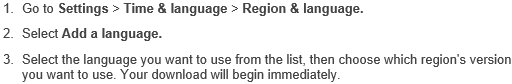 1. Go to Settings > Time & language > Region & language.
2. Select Add a language.
3. Select the language you want to use from the list, then choose which region's version
you want to use. Your download will begin immediately.